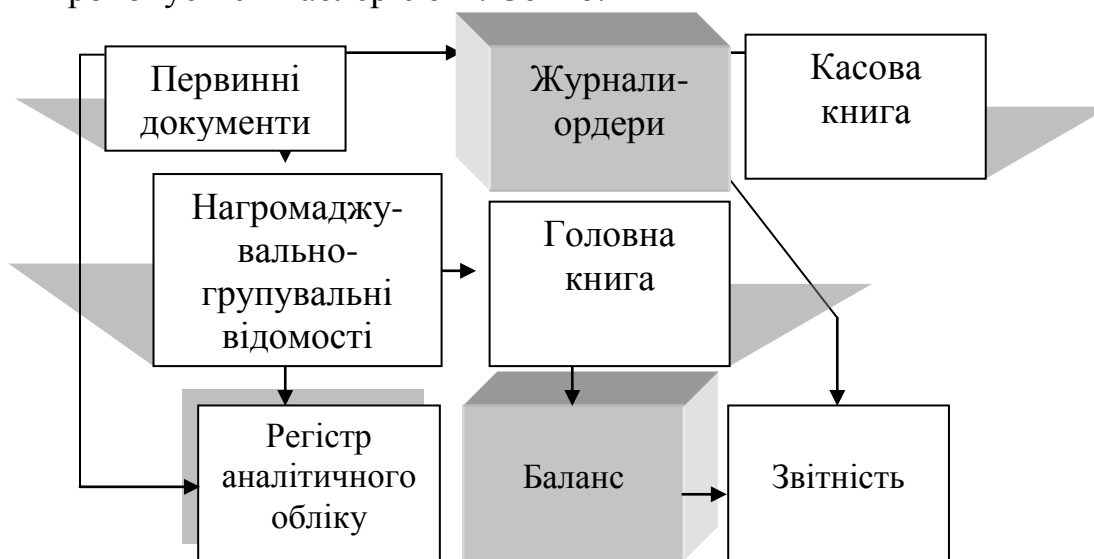 Первинні
документи
Журнали-
ордери
Касова
книга
Нагромаджу-
вально-
групувальні
відомості
Головна
книга
Регістр
аналітичного
обліку
Баланс
Звітність